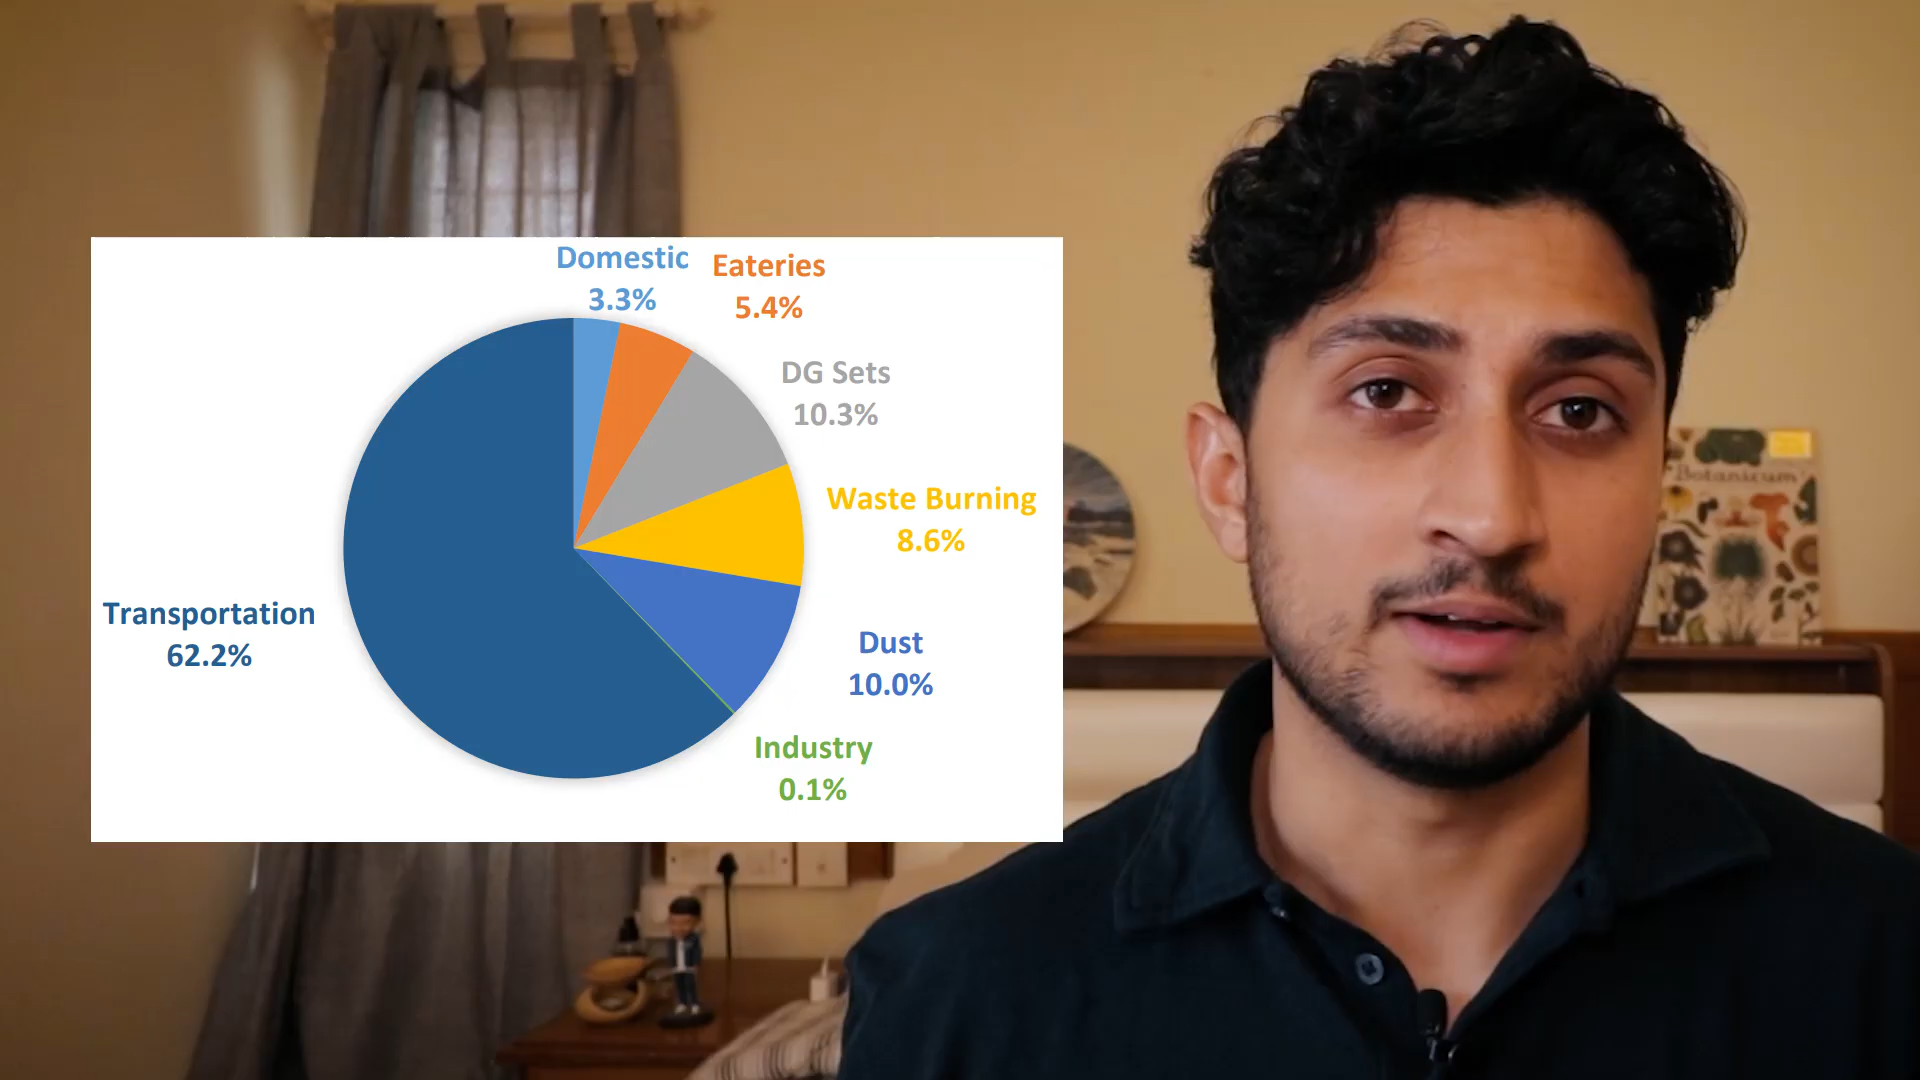 Domestic
3.3%
Eateries
5.4%
DG Sets
10.3%
Waste Burning
8.6%
Transportation
62.2%
Dust
10.0%
Industry
0.1%
Botanicum